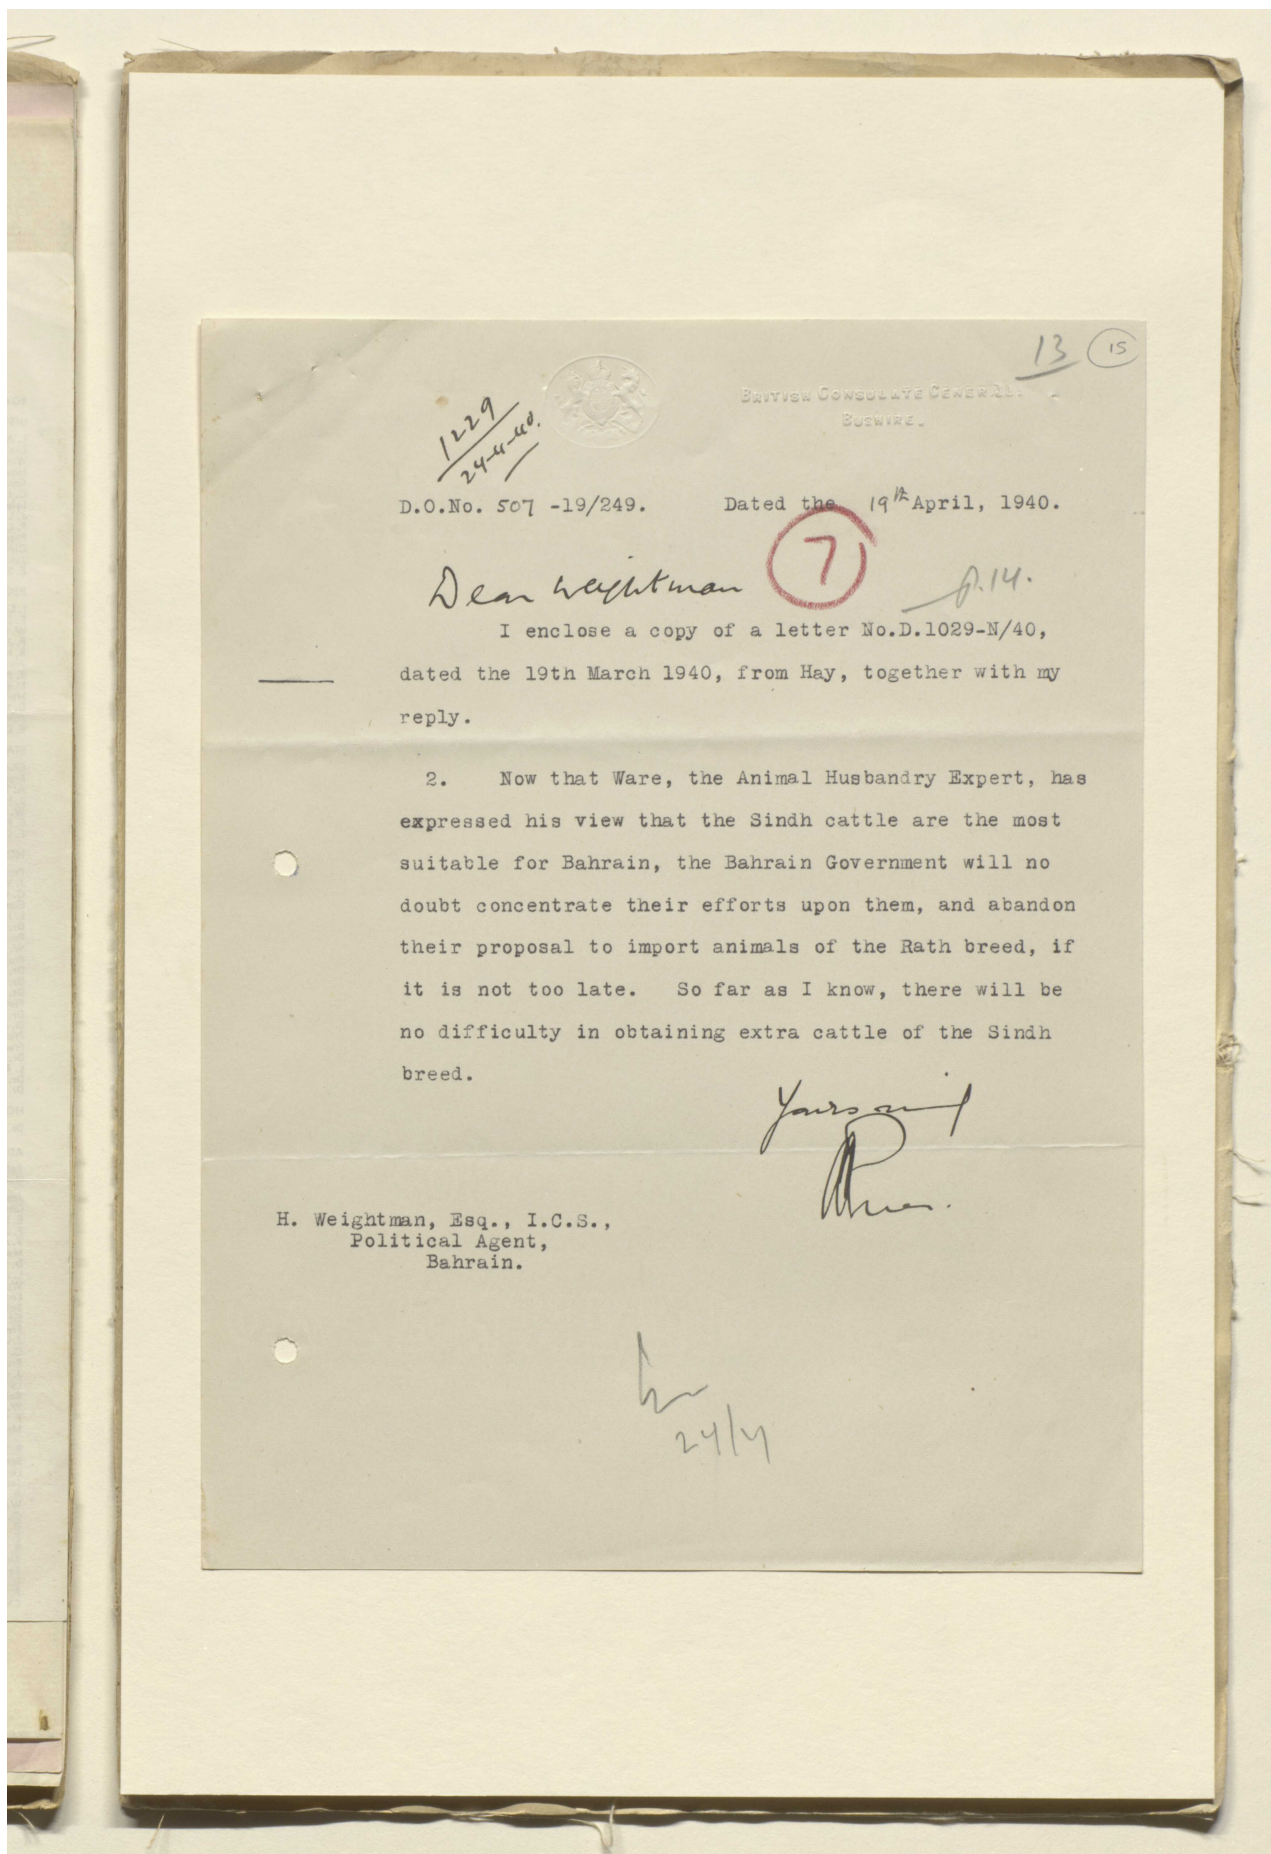 13
15
BRITISH CONSULATE GENERAL.
BUSHIRE.
1229
24-4-40.
D.O.No. 507 -19/249. Dated the 19th April, 1940.
7
Dear Weightman
p.14.
I enclose a copy of a letter No.D.1029-N/40,
dated the 19th March 1940, from Hay, together with my
reply.
2. Now that Ware, the Animal Husbandry Expert, has
expressed his view that the Sindh cattle are the most
suitable for Bahrain, the Bahrain Government will no
doubt concentrate their efforts upon them, and abandon
their proposal to import animals of the Rath breed, if
it is not too late. So far as I know, there will be
no difficulty in obtaining extra cattle of the Sindh
breed.
Yours
H. Weightman, Esq., I.C.S.,
Political Agent,
Bahrain.
24/4